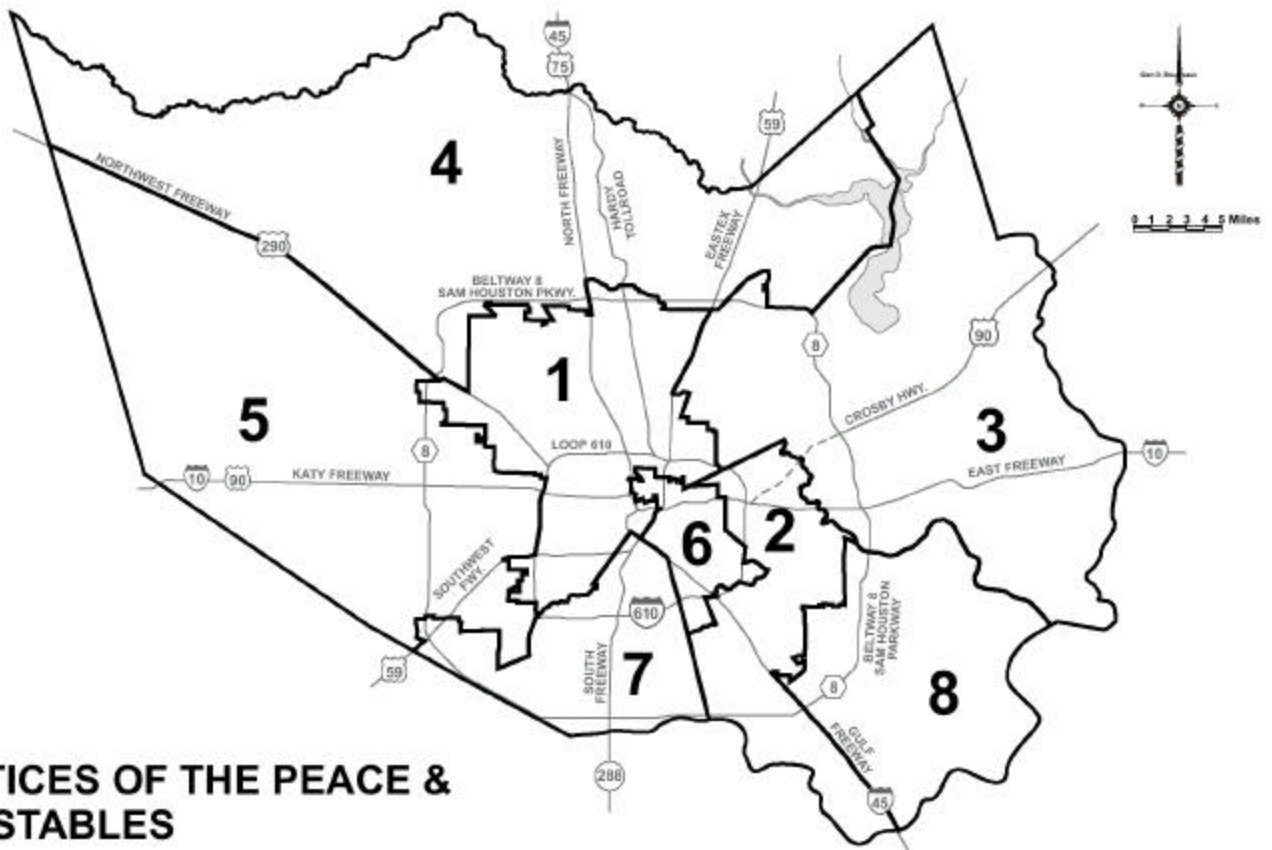 45
75
59
4
NORTHWEST FREEWAY
NORTH FREEWAY
HARDY
TOLLROAD
0 1 2 3 4 5 Miles
EASTEX
FREEWAY
290
BELTWAY 8
SAM HOUSTON PKWY.
90
8
1
CROSBY HWY.
5
3
8
LOOP 610
10
10
90
KATY FREEWAY
EAST FREEWAY
6
2
SOUTHWEST
FWY.
610
BELTWAY 8
SAM HOUSTON
PARKWAY
59
SOUTH
FREEWAY
7
8
8
GULF
FREEWAY
288
45
TICES OF THE PEACE &
STABLES